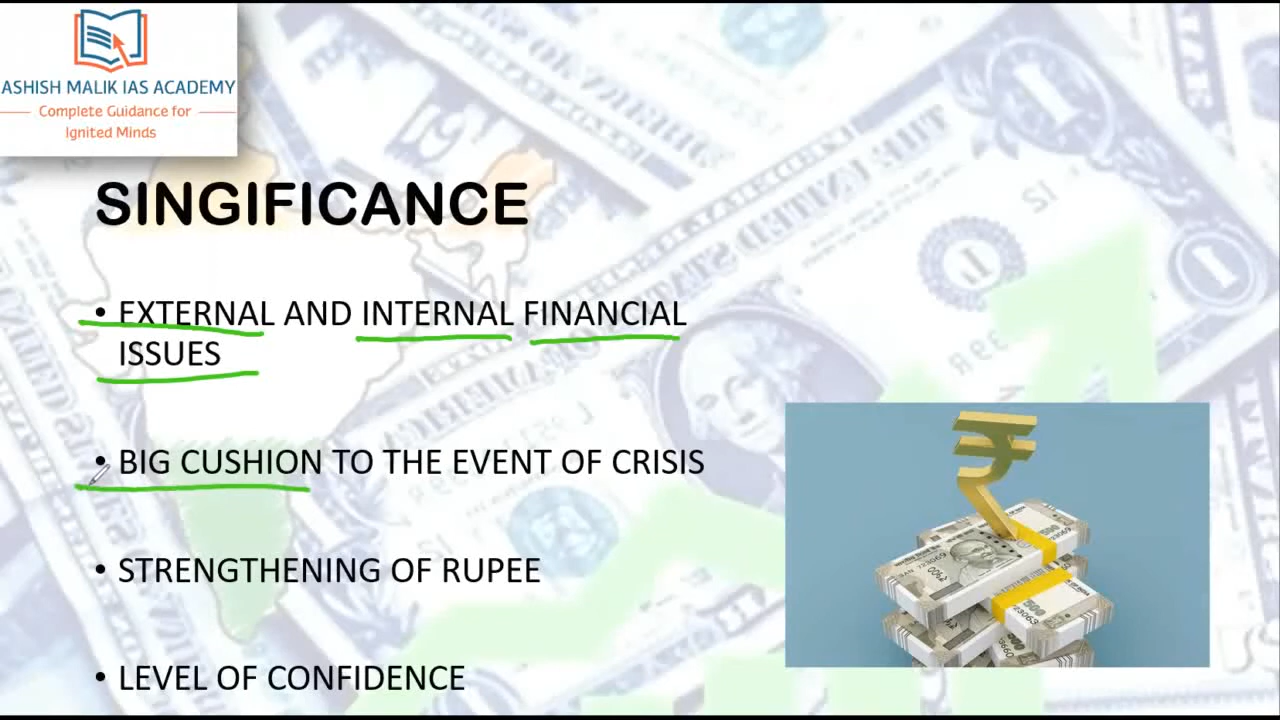 ASHISH MALIK IAS ACADEMY
Complete Guidance for
Ignited Minds
SINGIFICANCE
• EXTERNAL AND INTERNAL FINANCIAL
ISSUES
• BIG CUSHION TO THE EVENT OF CRISIS
• STRENGTHENING OF RUPEE
• LEVEL OF CONFIDENCE